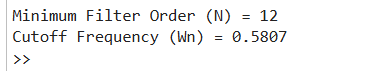 Minimum Filter Order (N) = 12
Cutoff Frequency (Wn) = 0.5807
>>